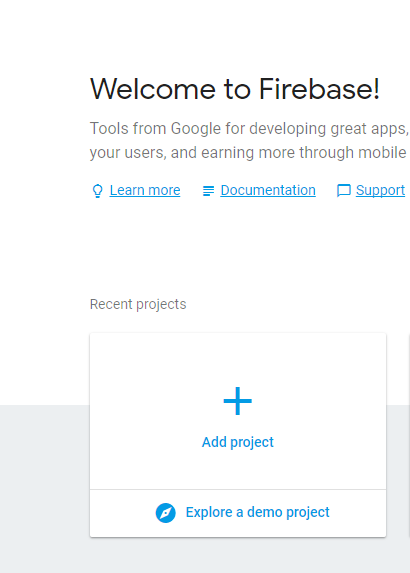 Welcome to Firebase!
Tools from Google for developing great apps,
your users, and earning more through mobile
Learn more Documentation Support
Recent projects
Add project
Explore a demo project